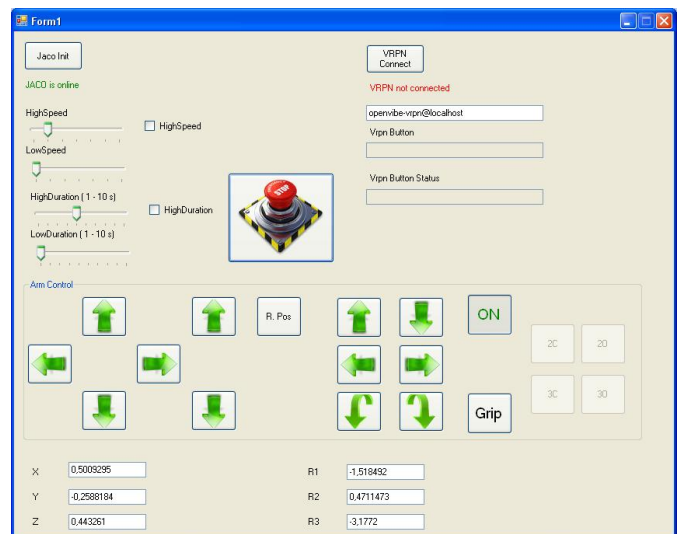 Form1
Jaco Init
VRPN
Connect
JACO is online
VRPN not connected
HighSpeed
HighSpeed
openvibe-vrpn@localhost
Vrpn Button
LowSpeed
Vrpn Button Status
STOP
HighDuration ( 1 - 10 s)
HighDuration
LowDuration ( 1 - 10 s)
Arm Control
R. Pos
ON
2C
2O
3C
3O
Grip
X
0,5009295
R1
-1,518492
Y
-0,2588184
R2
0,4711473
Z
0,443261
R3
-3,1772